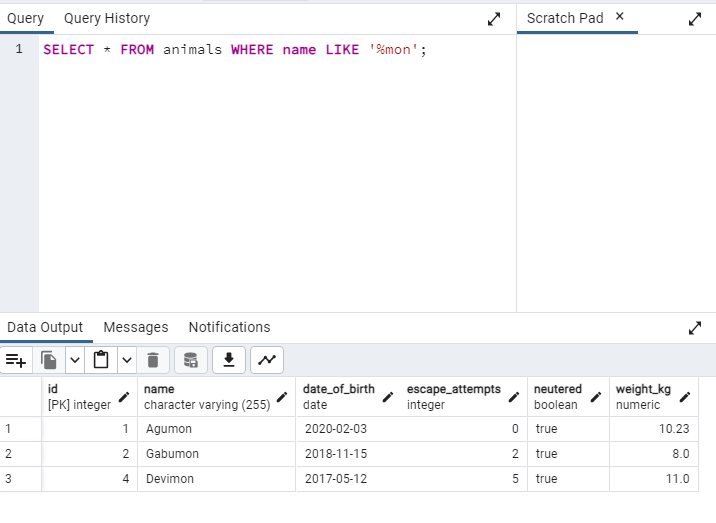 Query Query History Scratch Pad ×
1 SELECT * FROM animals WHERE name LIKE '%mon';
Data Output Messages Notifications
id name date_of_birth escape_attempts neutered weight_kg
[PK] integer character varying (255) date integer boolean numeric
1 1 Agumon 2020-02-03 0 true 10.23
2 2 Gabumon 2018-11-15 2 true 8.0
3 4 Devimon 2017-05-12 5 true 11.0